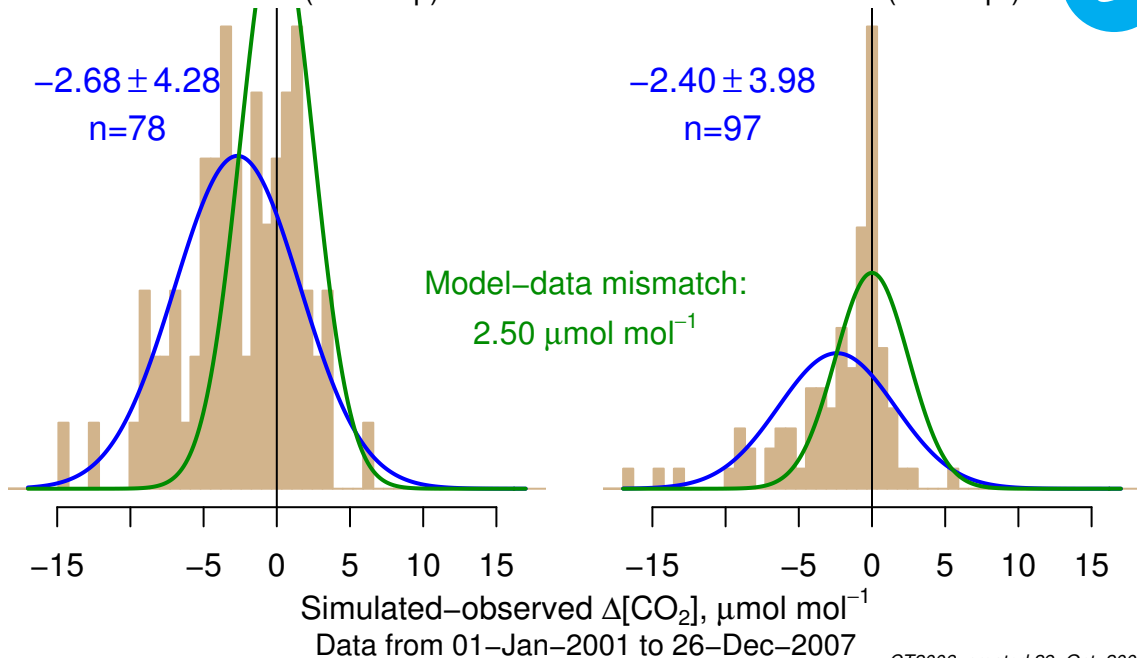 −2.68 ± 4.28
n=78
−2.40 ± 3.98
n=97
Model−data mismatch:
2.50 μmol mol⁻¹
−15 −5 0 5 10 15
−15 −5 0 5 10 15
Simulated−observed Δ[CO₂], μmol mol⁻¹
Data from 01−Jan−2001 to 26−Dec−2007